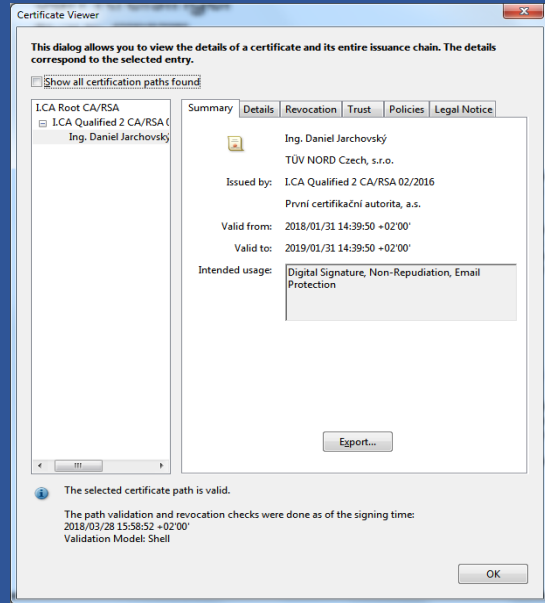 Certificate Viewer
This dialog allows you to view the details of a certificate and its entire issuance chain. The details
correspond to the selected entry.
Show all certification paths found
I.CA Root CA/RSA
I.CA Qualified 2 CA/RSA (
Ing. Daniel Jarchovský
Summary Details Revocation Trust Policies Legal Notice
Ing. Daniel Jarchovský
TÜV NORD Czech, s.r.o.
Issued by: I.CA Qualified 2 CA/RSA 02/2016
První certifikační autorita, a.s.
Valid from: 2018/01/31 14:39:50 +02'00'
Valid to: 2019/01/31 14:39:50 +02'00'
Intended usage: Digital Signature, Non-Repudiation, Email
Protection
Export...
The selected certificate path is valid.
The path validation and revocation checks were done as of the signing time:
2018/03/28 15:58:52 +02'00'
Validation Model: Shell
OK